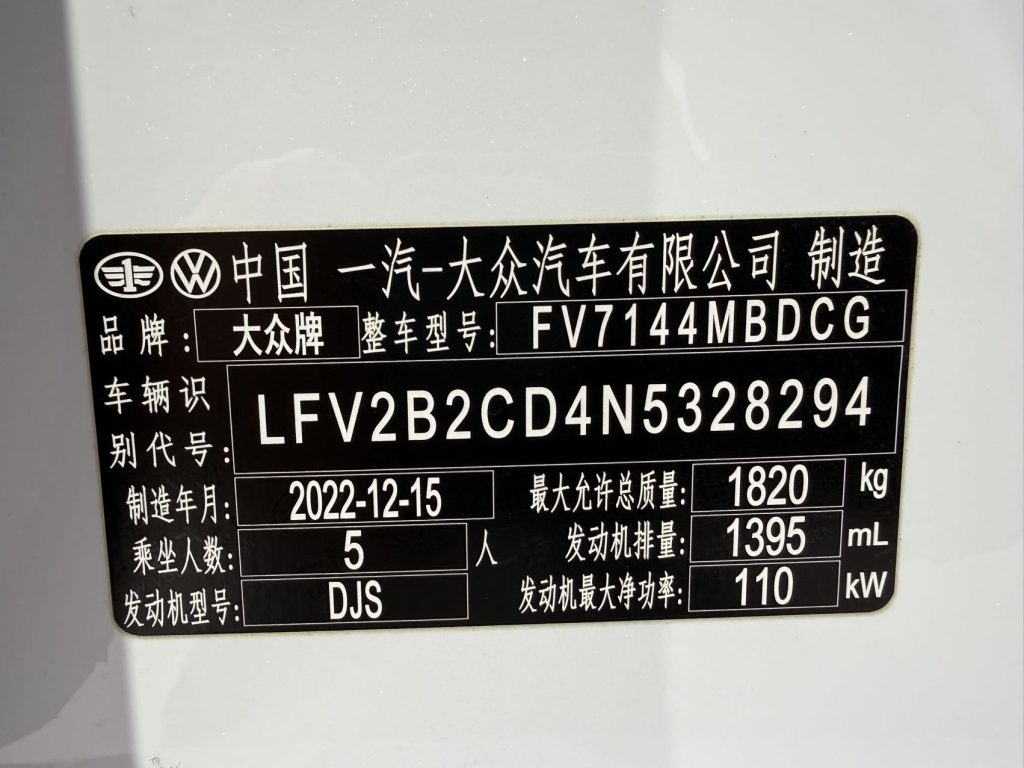 中国 一汽-大众汽车有限公司 制造
品牌: 大众牌 整车型号: FV7144MBDCG
车辆识别代号: LFV2B2CD4N5328294
制造年月: 2022-12-15 最大允许总质量: 1820 kg
乘坐人数: 5 人 发动机排量: 1395 mL
发动机型号: DJS 发动机最大净功率: 110 kW